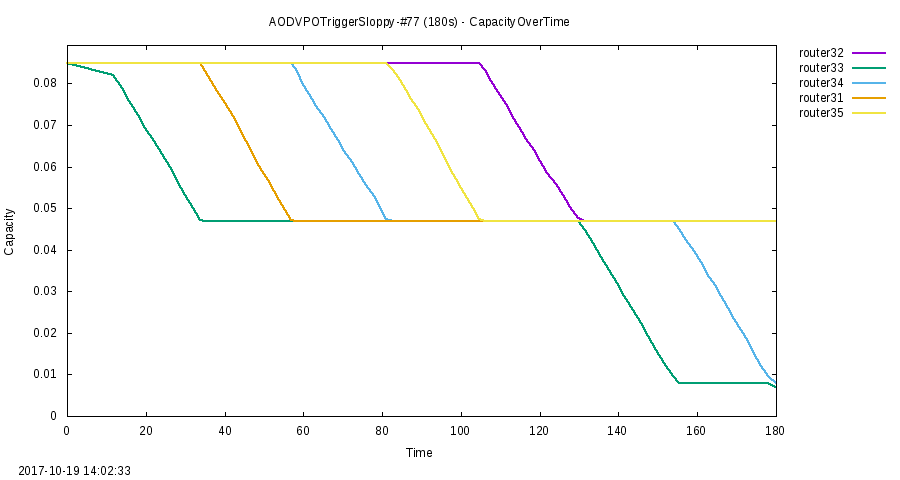 AODVPOTriggerSloppy-#77 (180s) - CapacityOverTime
router32
router33
router34
router31
router35
0.08
0.07
0.06
0.05
0.04
0.03
0.02
0.01
0
Capacity
0 20 40 60 80 100 120 140 160 180
Time
2017-10-19 14:02:33